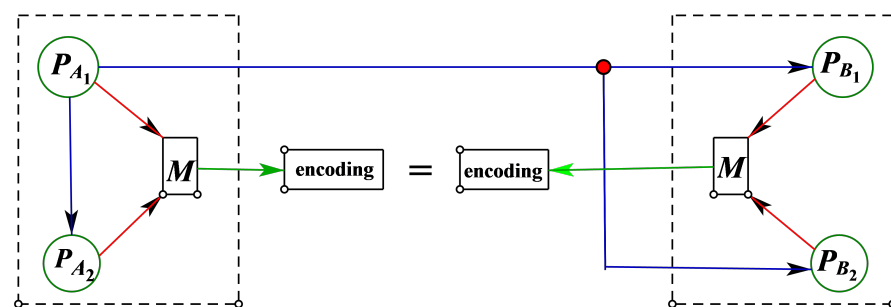 P_{A_1}
P_{B_1}
M
encoding
=
encoding
M
P_{A_2}
P_{B_2}